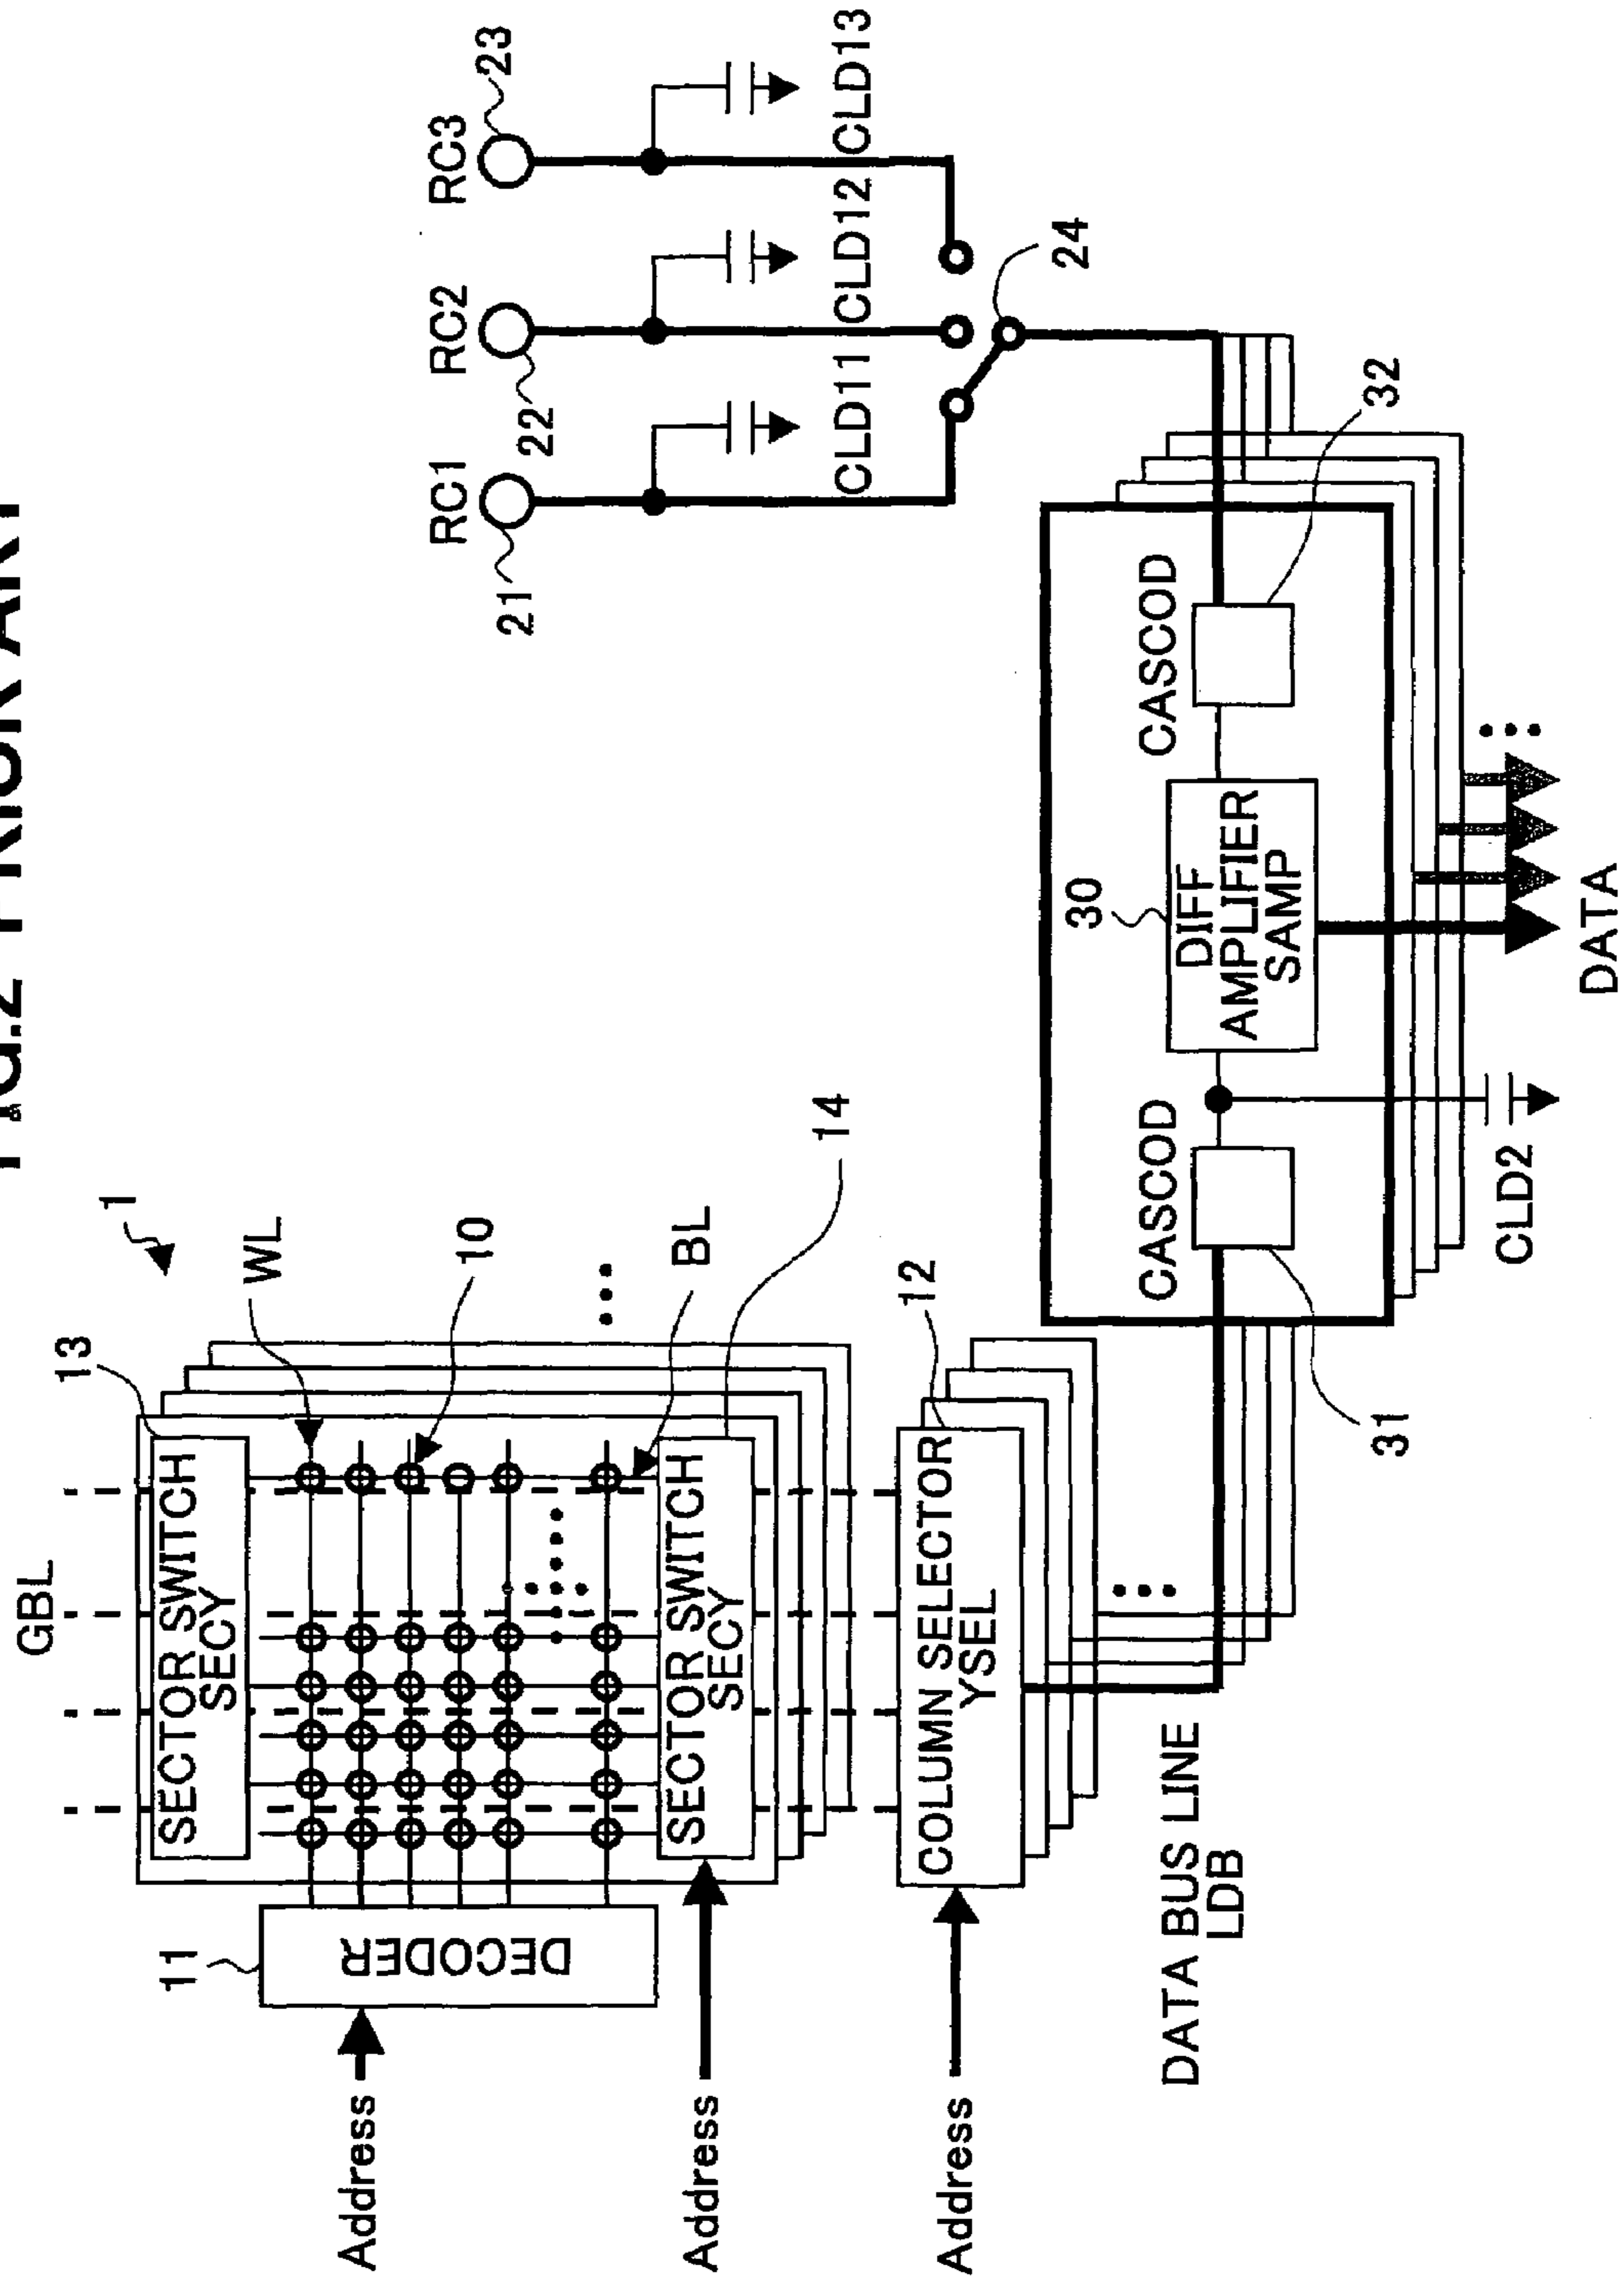 FIG.2 PRIOR ART
GBL
13
SECTOR SWITCH
SECY
1
WL
10
BL
14
11
DECODER
Address
Address
SECTOR SWITCH
SECY
12
Address
COLUMN SELECTOR
YSEL
DATA BUS LINE
LDB
RC1
RC2
RC3
21
22
23
CLD11
CLD12
CLD13
24
CASCOD
30
DIFF
AMPLIFIER
SAMP
CASCOD
31
32
CLD2
DATA